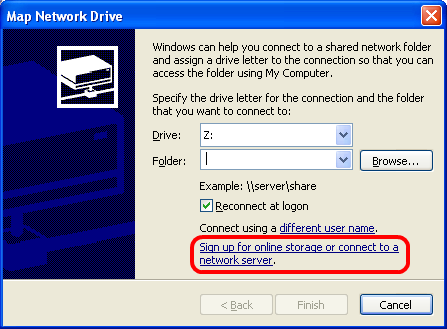 Map Network Drive
Windows can help you connect to a shared network folder
and assign a drive letter to the connection so that you can
access the folder using My Computer.
Specify the drive letter for the connection and the folder
that you want to connect to:
Drive: Z:
Folder: Browse...
Example: \\server\share
Reconnect at logon
Connect using a different user name.
Sign up for online storage or connect to a
network server.
< Back Finish Cancel